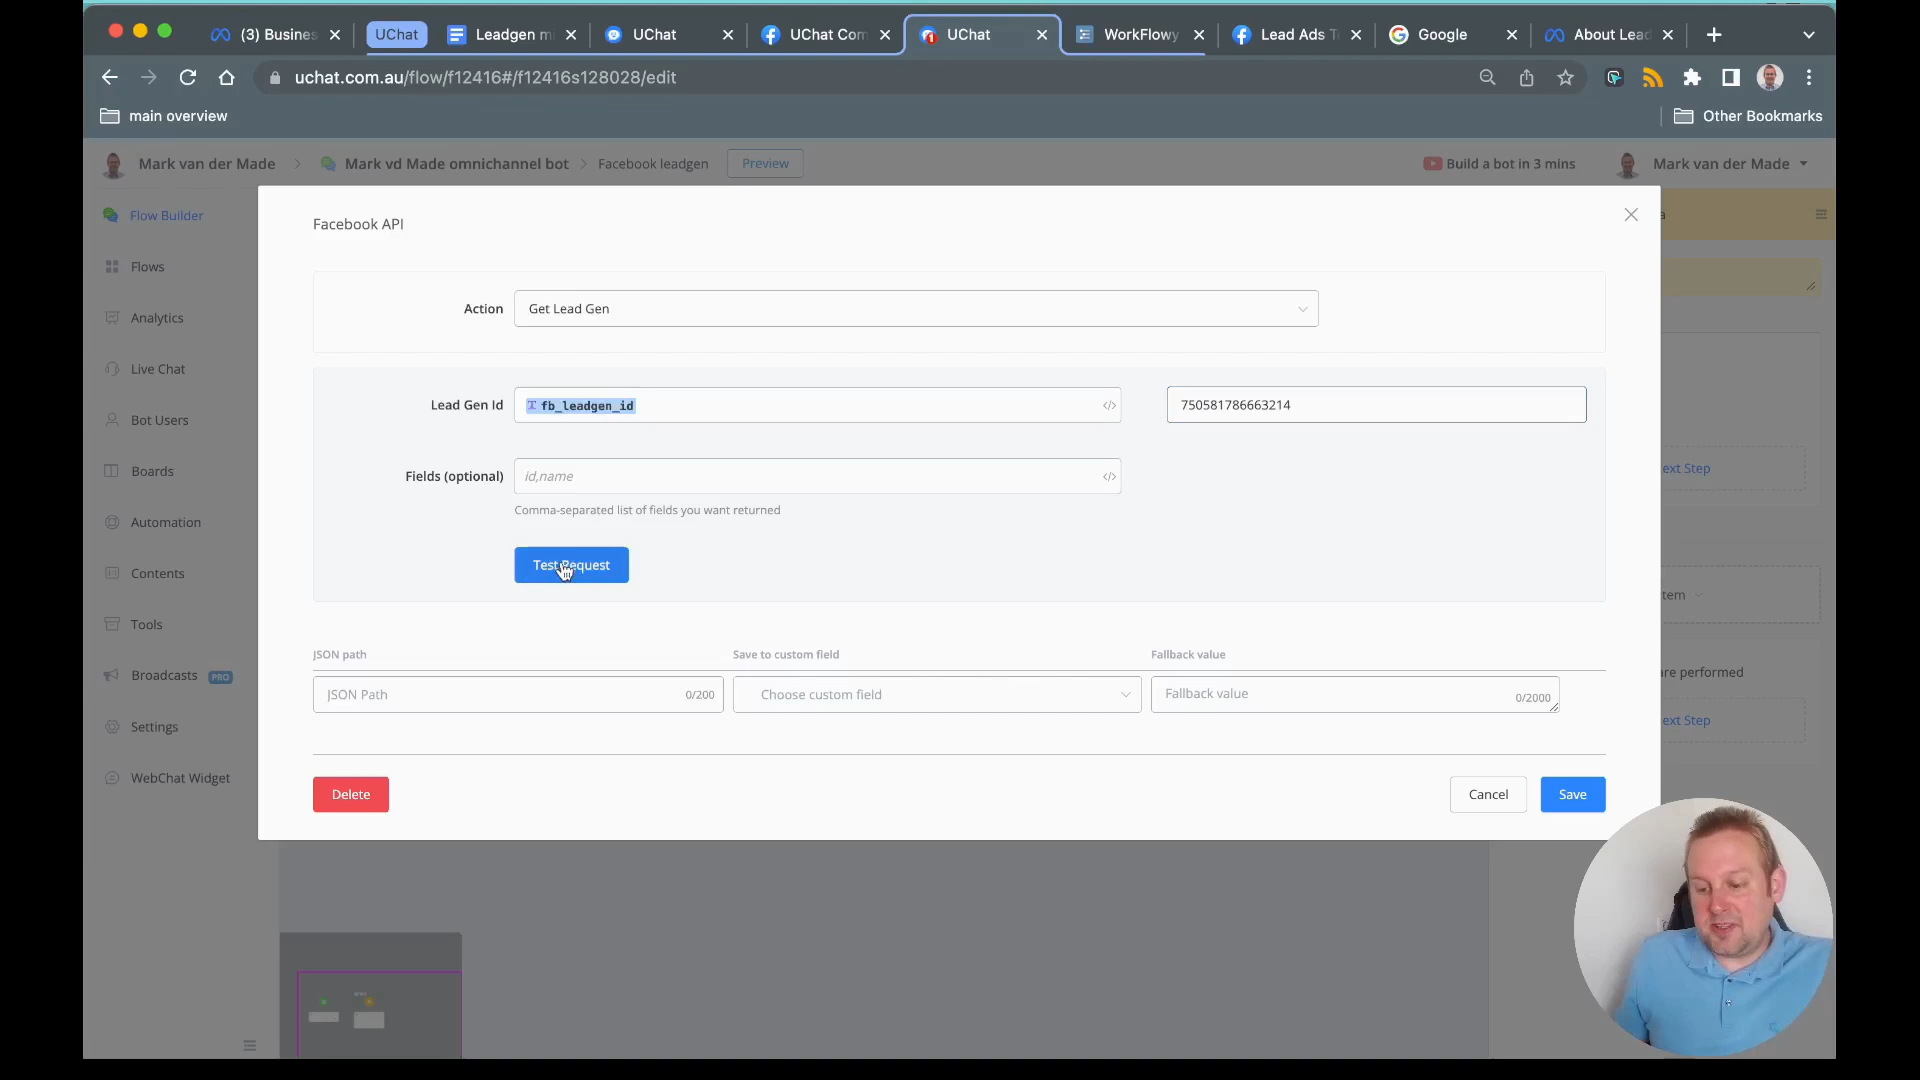 (3) Busines
UChat
Leadgen m
UChat
UChat Com
UChat
WorkFlowy
Lead Ads T
Google
About Lead
uchat.com.au/flow/f12416#/f12416s128028/edit
main overview
Other Bookmarks
Mark van der Made
Mark vd Made omnichannel bot
Facebook leadgen
Preview
Build a bot in 3 mins
Mark van der Made
Flow Builder
Flows
Analytics
Live Chat
Bot Users
Boards
Automation
Contents
Tools
Broadcasts PRO
Settings
WebChat Widget
Facebook API
Action
Get Lead Gen
Lead Gen Id
fb_leadgen_id
</>
750581786663214
Fields (optional)
id,name
</>
Comma-separated list of fields you want returned
Test Request
JSON path
Save to custom field
Fallback value
JSON Path
0/200
Choose custom field
Fallback value
0/2000
Delete
Cancel
Save
a
ext Step
tem
are performed
ext Step